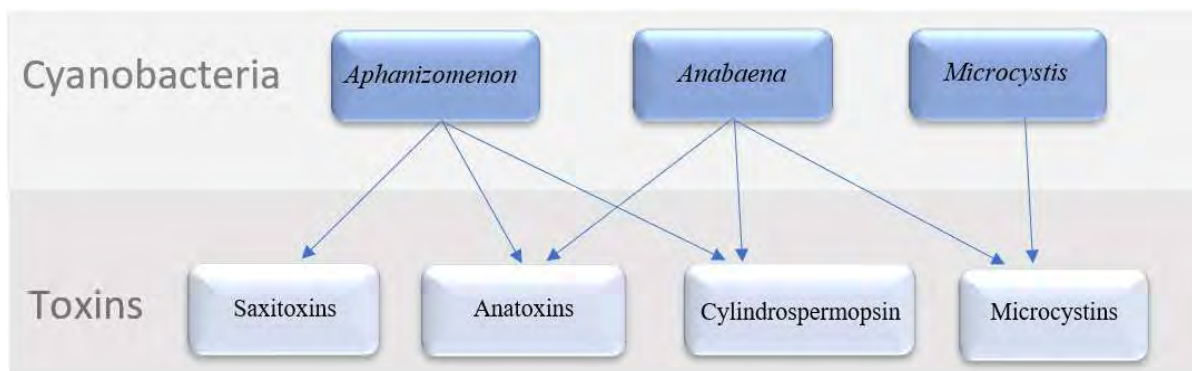 Cyanobacteria
Aphanizomenon
Anabaena
Microcystis
Toxins
Saxitoxins
Anatoxins
Cylindrospermopsin
Microcystins